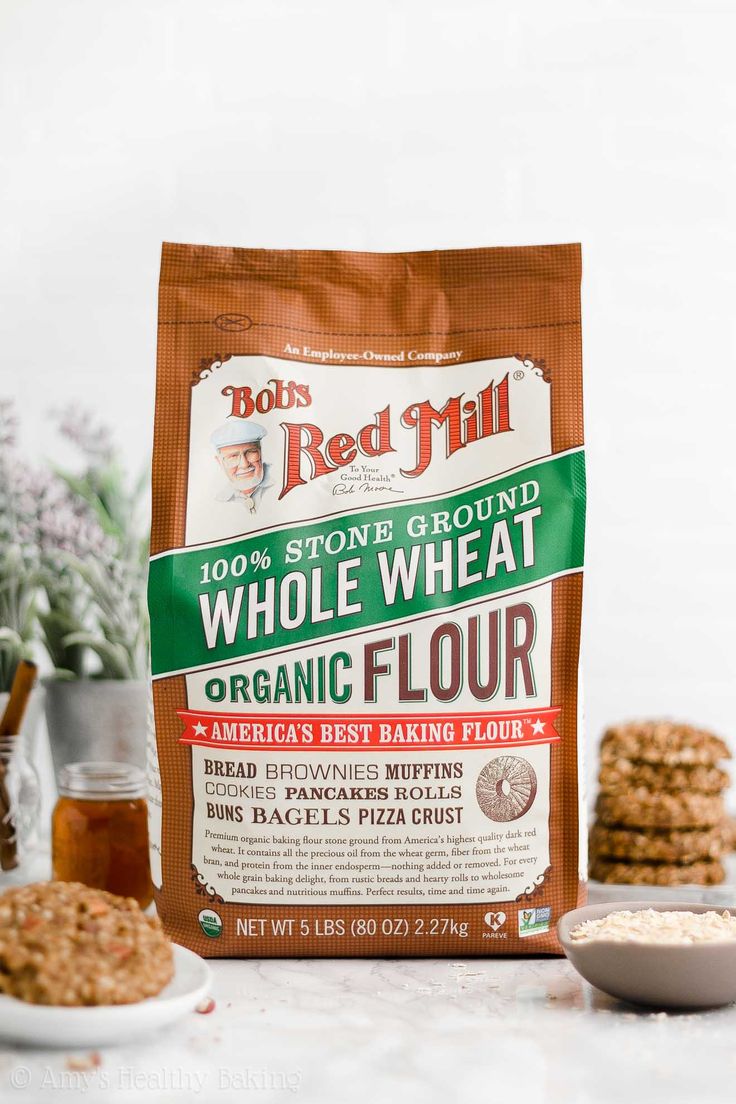 An Employee-Owned Company
Bob's
Red Mill®
To Your
Good Health®
Bob Moore
100% STONE GROUND
WHOLE WHEAT
ORGANIC FLOUR
★ AMERICA'S BEST BAKING FLOUR™ ★
BREAD BROWNIES MUFFINS
COOKIES PANCAKES ROLLS
BUNS BAGELS PIZZA CRUST
Premium organic baking flour stone ground from America's highest quality dark red
wheat. It contains all the precious oil from the wheat germ, fiber from the wheat
bran, and protein from the inner endosperm—nothing added or removed. For every
whole grain baking delight, from rustic breads and hearty rolls to wholesome
pancakes and nutritious muffins. Perfect results, time and time again.
USDA
ORGANIC
NET WT 5 LBS (80 OZ) 2.27kg
K
PAREVE
NON
GMO
© Amy's Healthy Baking